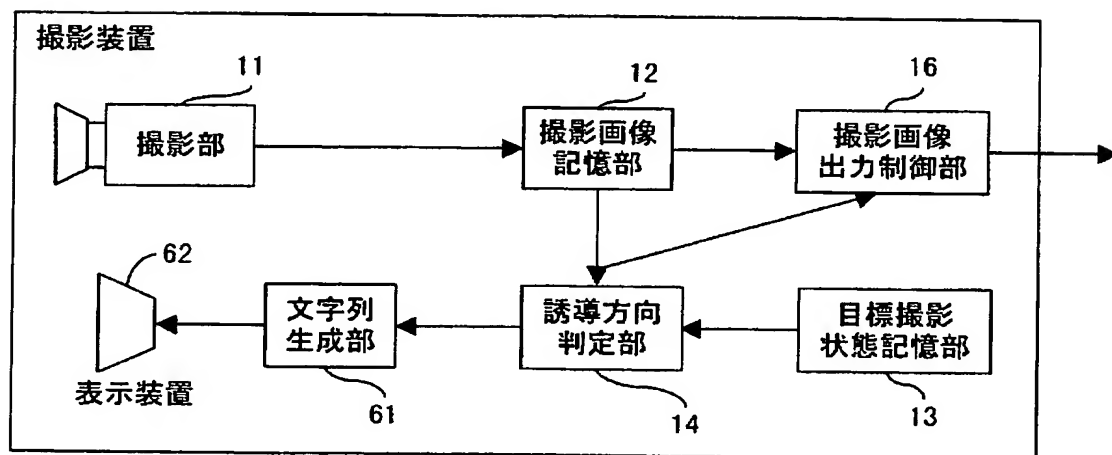 撮影装置
11
12
16
撮影部
撮影画像
記憶部
撮影画像
出力制御部
62
文字列
生成部
誘導方向
判定部
目標撮影
状態記憶部
表示装置
61
14
13